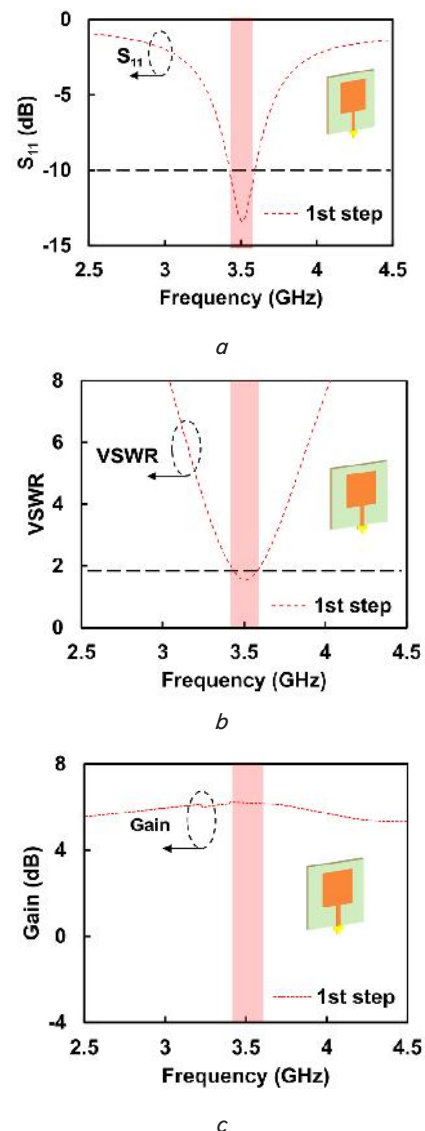 0
S₁₁
-5
S₁₁ (dB)
-10
1st step
-15
2.5 3 3.5 4 4.5
Frequency (GHz)
a
8
6
VSWR
VSWR
4
2
1st step
0
2.5 3 3.5 4 4.5
Frequency (GHz)
b
8
Gain
4
Gain (dB)
0
1st step
-4
2.5 3 3.5 4 4.5
Frequency (GHz)
c